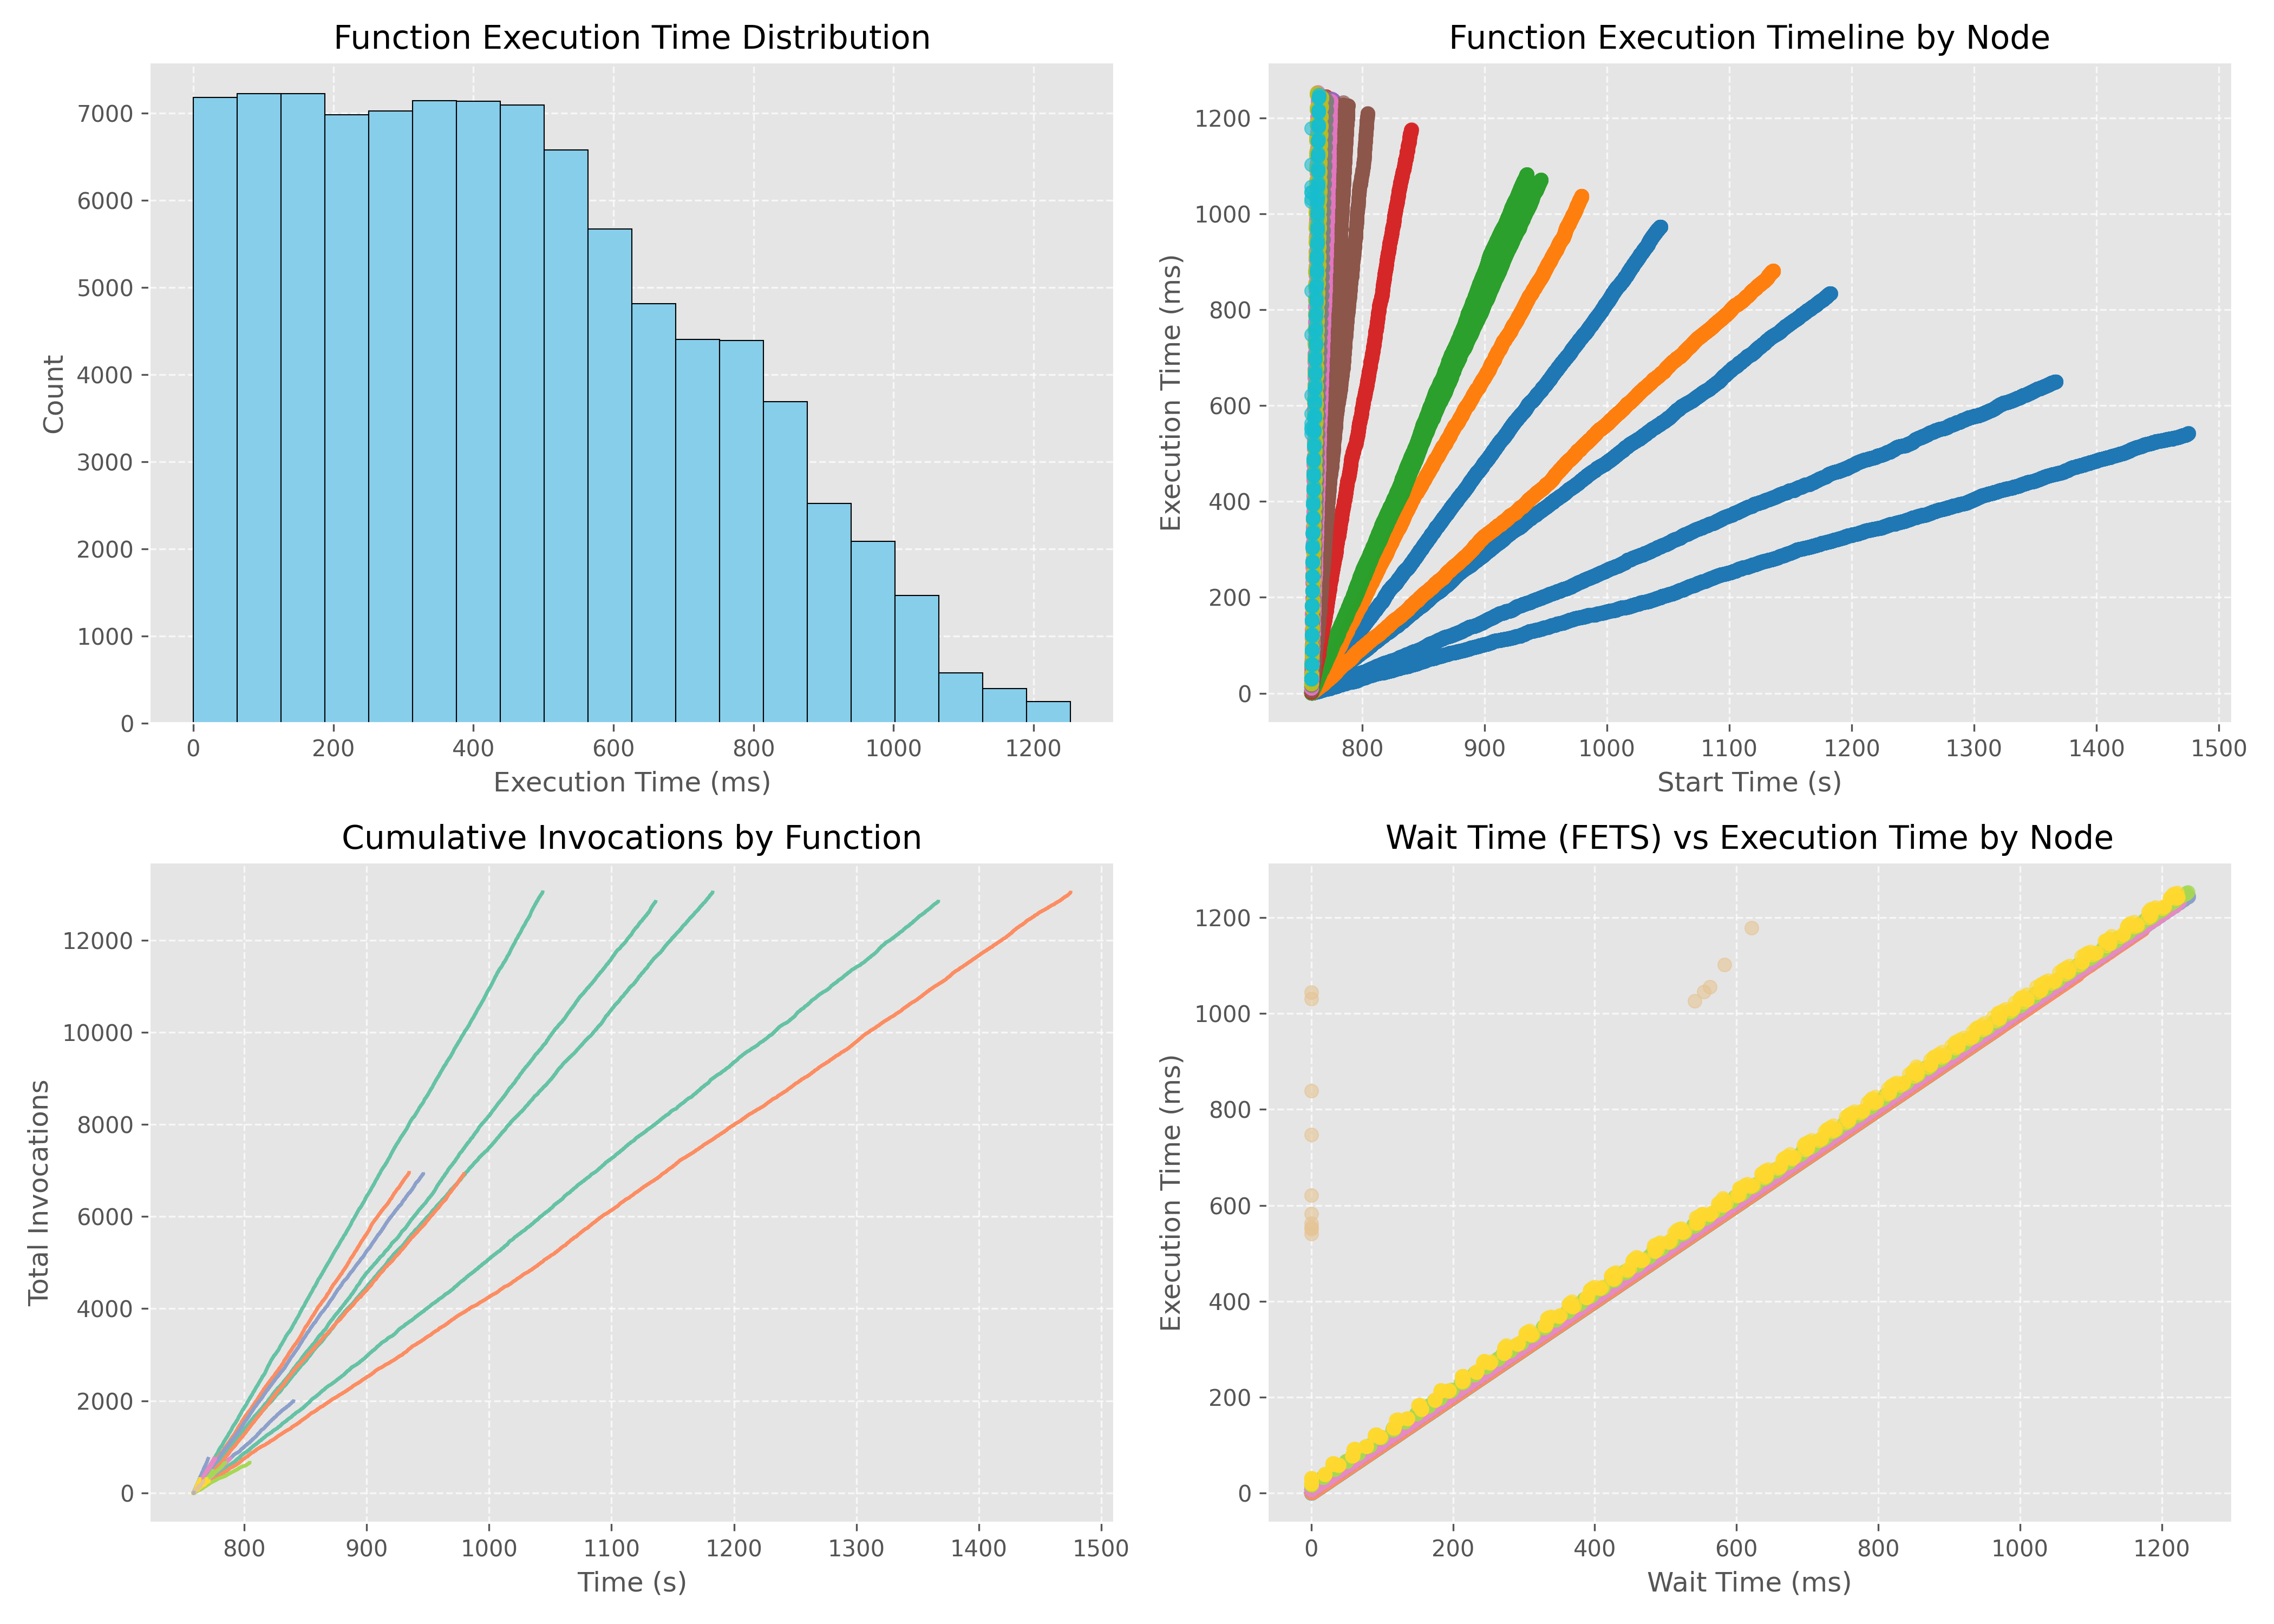 Function Execution Time Distribution
Count
7000
6000
5000
4000
3000
2000
1000
0
0 200 400 600 800 1000 1200
Execution Time (ms)
Function Execution Timeline by Node
Execution Time (ms)
1200
1000
800
600
400
200
0
800 900 1000 1100 1200 1300 1400 1500
Start Time (s)
Cumulative Invocations by Function
Total Invocations
12000
10000
8000
6000
4000
2000
0
800 900 1000 1100 1200 1300 1400 1500
Time (s)
Wait Time (FETS) vs Execution Time by Node
Execution Time (ms)
1200
1000
800
600
400
200
0
0 200 400 600 800 1000 1200
Wait Time (ms)